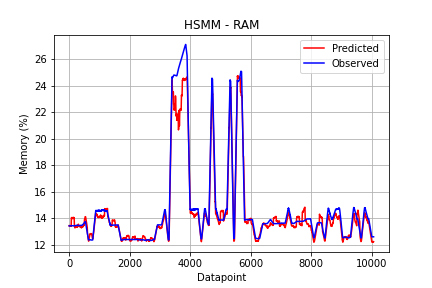 HSMM - RAM
Predicted
Observed
Memory (%)
26
24
22
20
18
16
14
12
0
2000
4000
6000
8000
10000
Datapoint